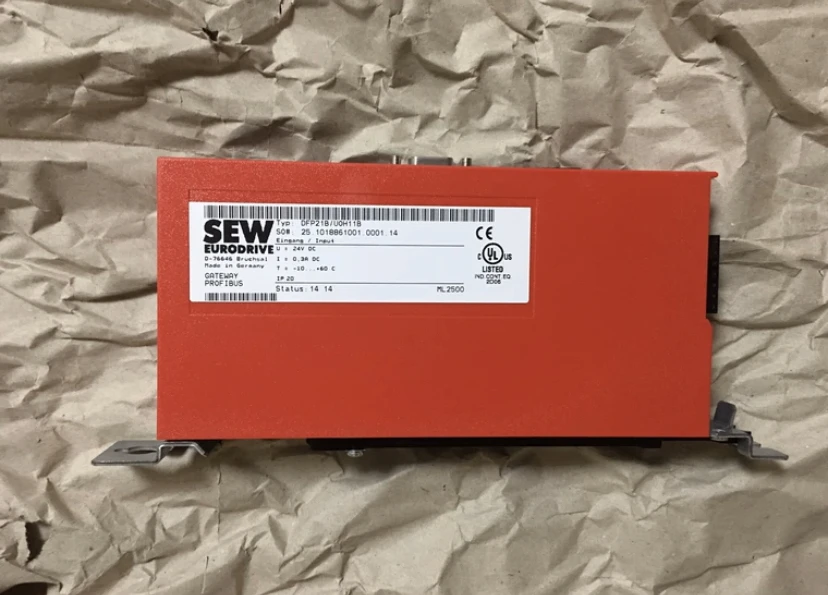 SEW
EURODRIVE
D-76646 Bruchsal
Made in Germany
GATEWAY
PROFIBUS
Typ: DFP21B/UOH11B
SO#: 25.1018861001.0001.14
Eingang / Input
U = 24V DC
I = 0.3A DC
T = -10...+60 C
IP 20
Status: 14 14
ML2500
CE
C UL US
LISTED
IND.CONT.EQ.
2D06